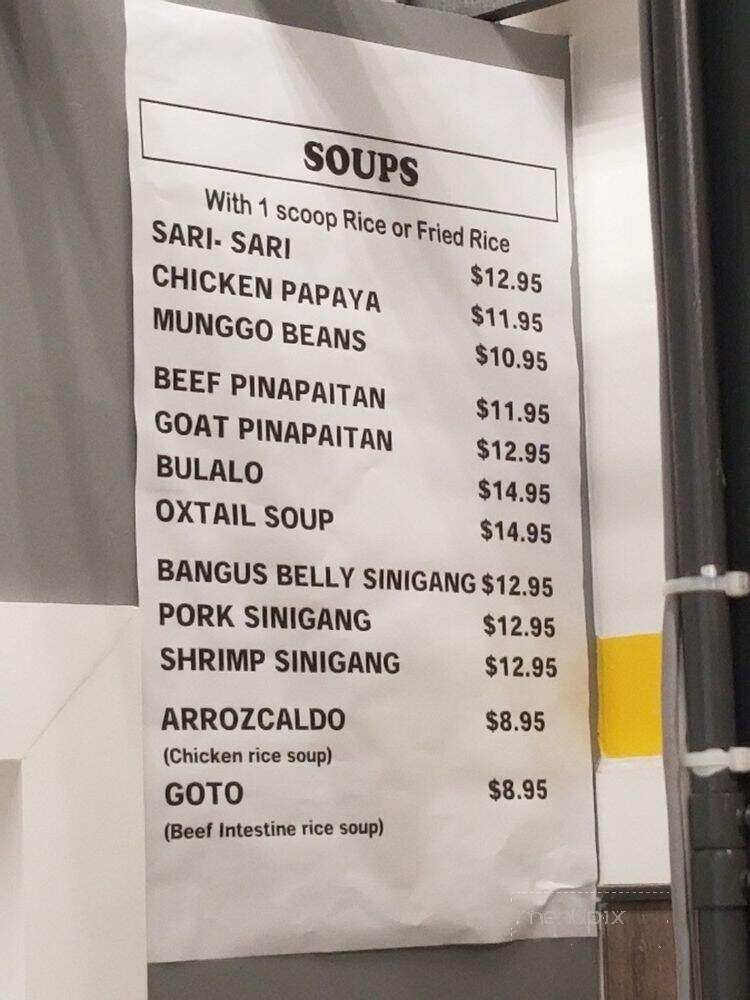 SOUPS
With 1 scoop Rice or Fried Rice
SARI- SARI $12.95
CHICKEN PAPAYA $11.95
MUNGGO BEANS $10.95
BEEF PINAPAITAN $11.95
GOAT PINAPAITAN $12.95
BULALO $14.95
OXTAIL SOUP $14.95
BANGUS BELLY SINIGANG $12.95
PORK SINIGANG $12.95
SHRIMP SINIGANG $12.95
ARROZCALDO $8.95
(Chicken rice soup)
GOTO $8.95
(Beef Intestine rice soup)
menupix